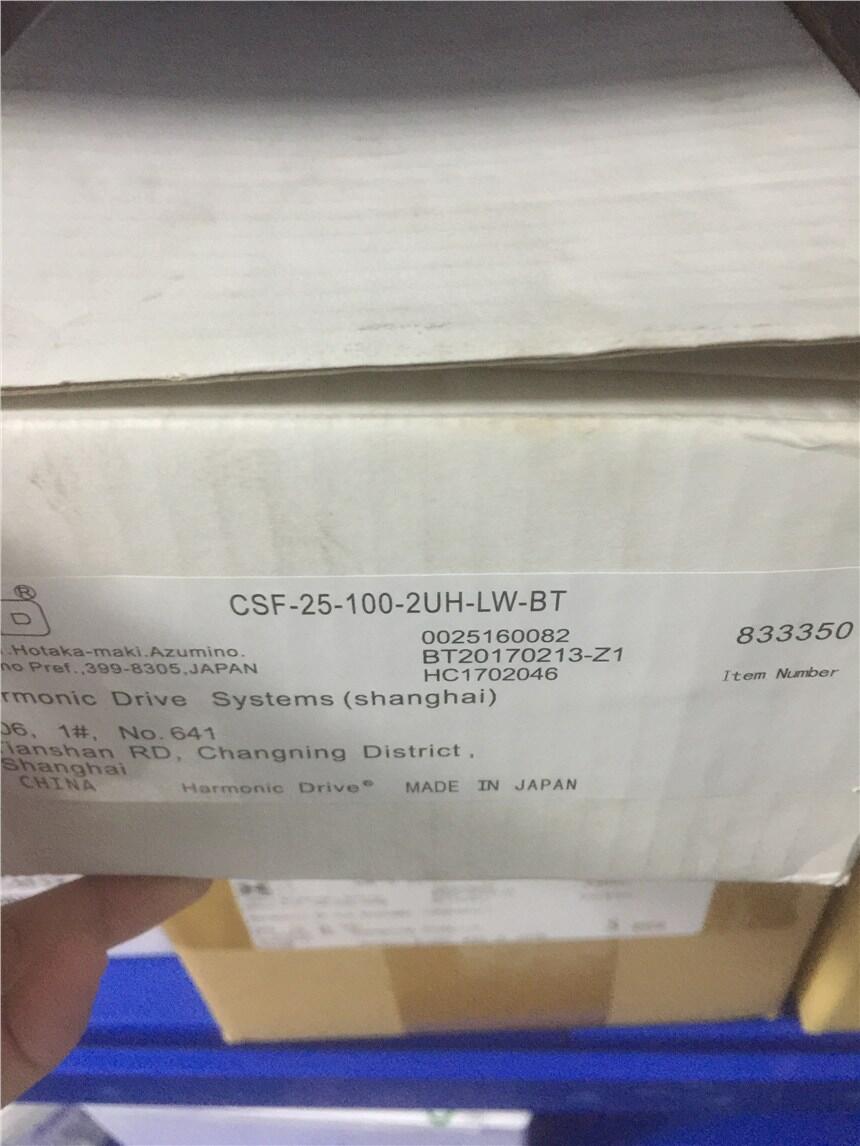 ®
D
CSF-25-100-2UH-LW-BT
0025160082
833350
.Hotaka-maki.Azumino.
BT20170213-Z1
no Pref.,399-8305,JAPAN
HC1702046
Item Number
rmonic Drive Systems(shanghai)
06, 1#, No.641
Tianshan RD, Changning District,
Shanghai
CHINA
Harmonic Drive® MADE IN JAPAN